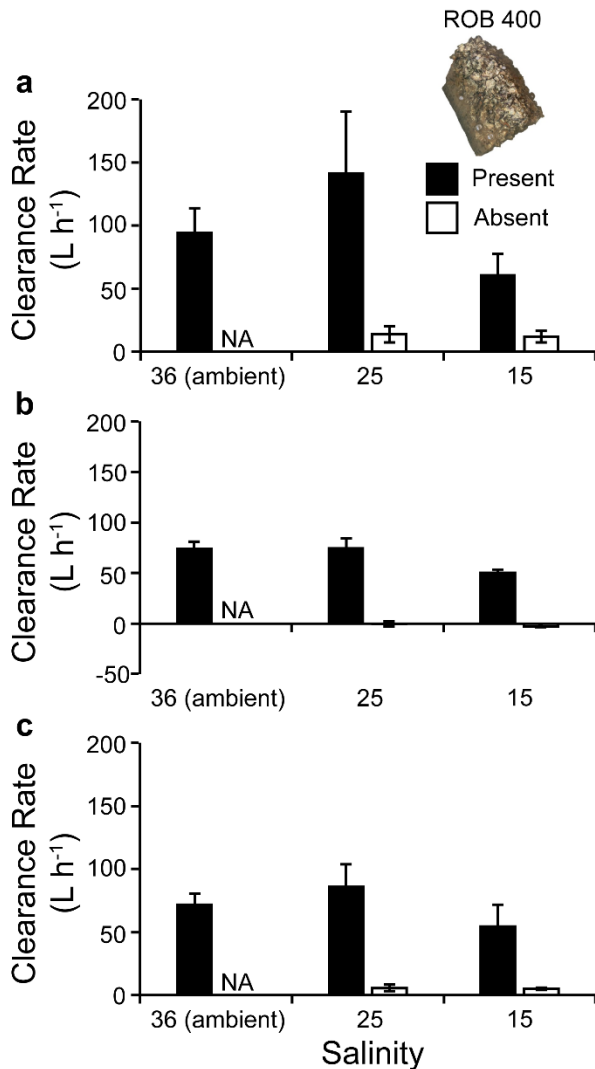 ROB 400
a
Present
Absent
Clearance Rate
(L h⁻¹)
200
150
100
50
0
NA
36 (ambient) 25 15
b
Clearance Rate
(L h⁻¹)
200
150
100
50
0
-50
NA
36 (ambient) 25 15
c
Clearance Rate
(L h⁻¹)
200
150
100
50
0
NA
36 (ambient) 25 15
Salinity